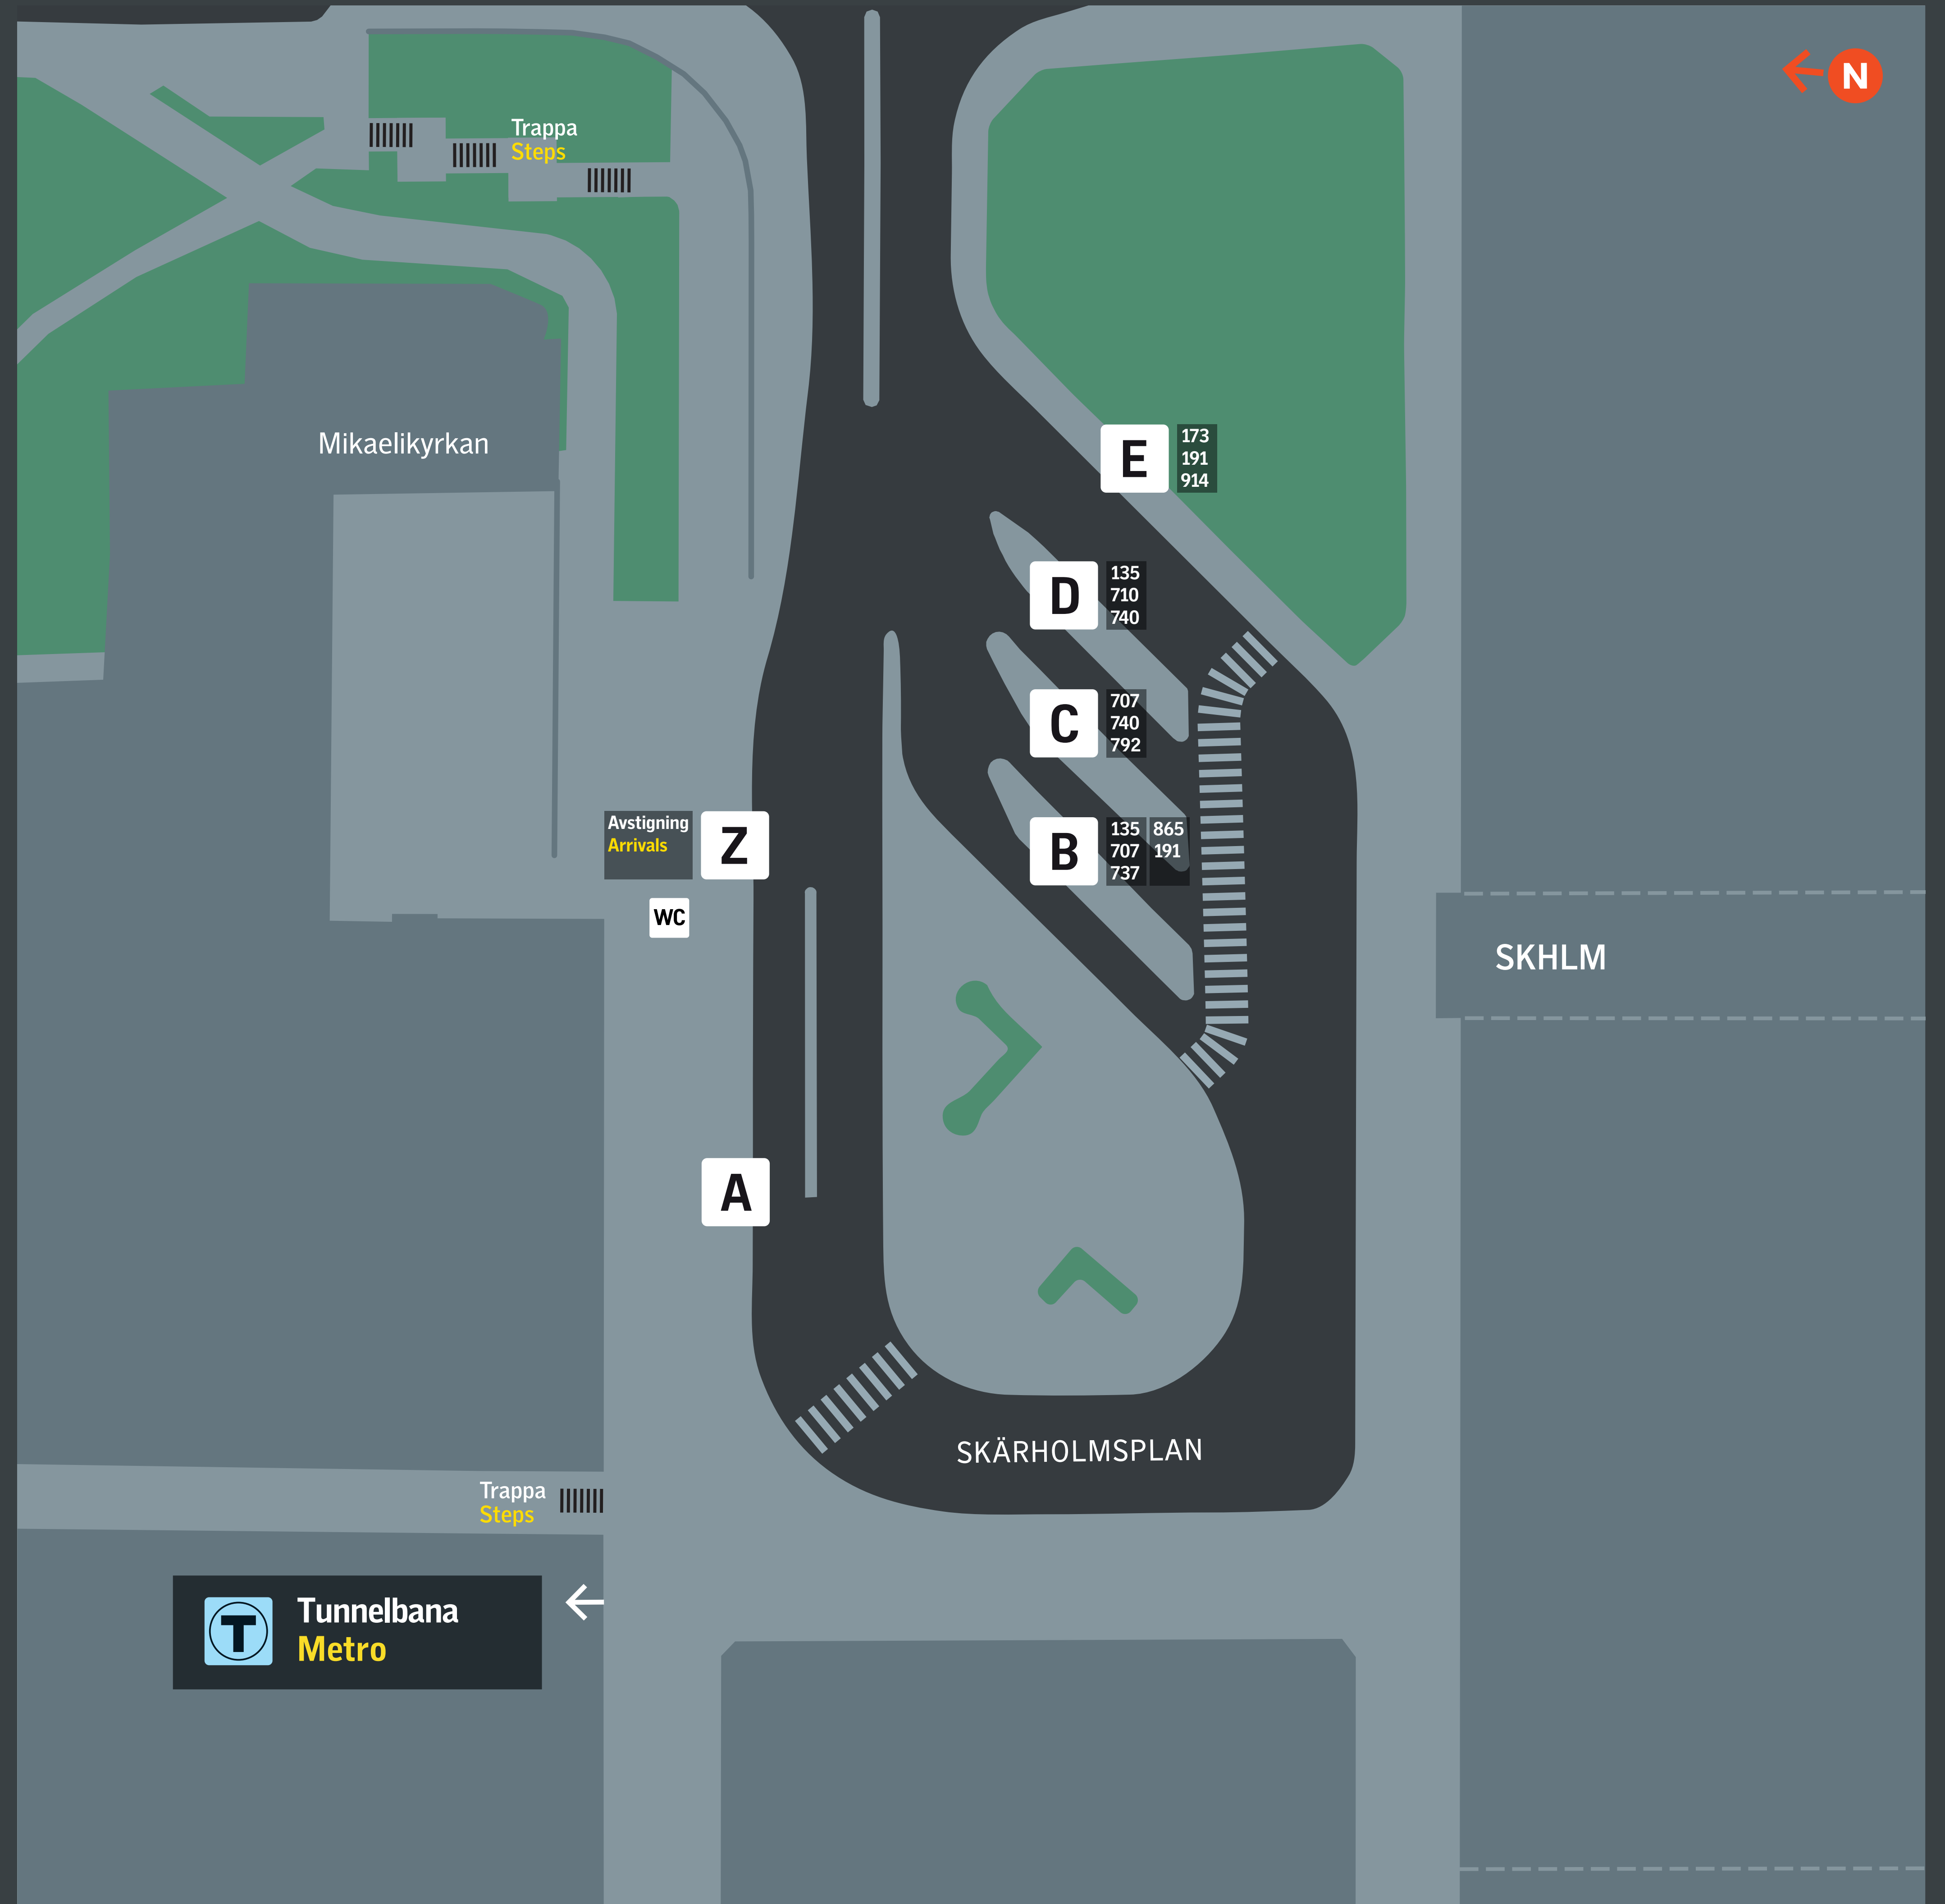 N
Trappa
Steps
Mikaelikyrkan
E
173
191
914
D
135
710
740
C
707
740
792
Avstigning
Arrivals
Z
B
135 865
707 191
737
WC
SKHLM
A
SKÄRHOLMSPLAN
Trappa
Steps
T
Tunnelbana
Metro